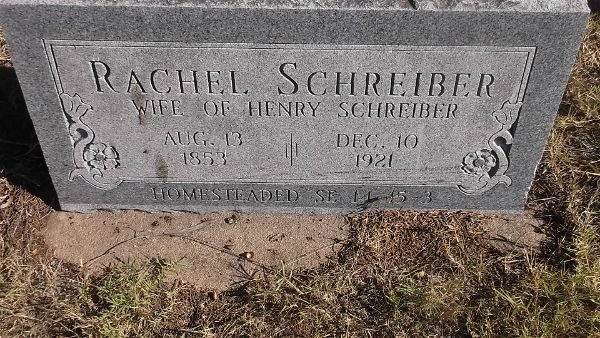 RACHEL SCHREIBER
WIFE OF HENRY SCHREIBER
AUG. 13 DEC. 10
1853 1921
HOMESTEADED SE 14-15-3